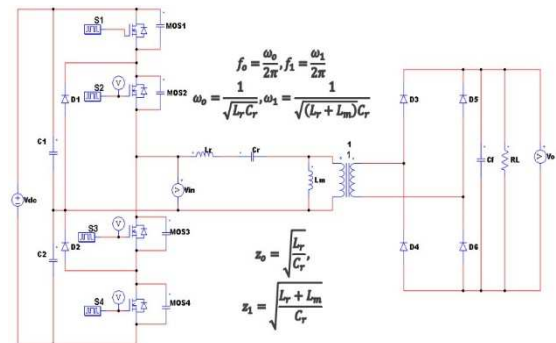 S1
MOS1
V
D1
S2
MOS2
f₀ = ω₀/2π, f₁ = ω₁/2π
ω₀ = 1/√(LᵣCᵣ), ω₁ = 1/√((Lᵣ + Lₘ)Cᵣ)
D3
D5
C1
Lr
Cr
1
1
Vdc
Vin
Lm
Cf
RL
Vo
V
S3
MOS3
C2
D2
z₀ = √(Lᵣ/Cᵣ),
D4
D6
V
S4
MOS4
z₁ = √((Lᵣ + Lₘ)/Cᵣ)